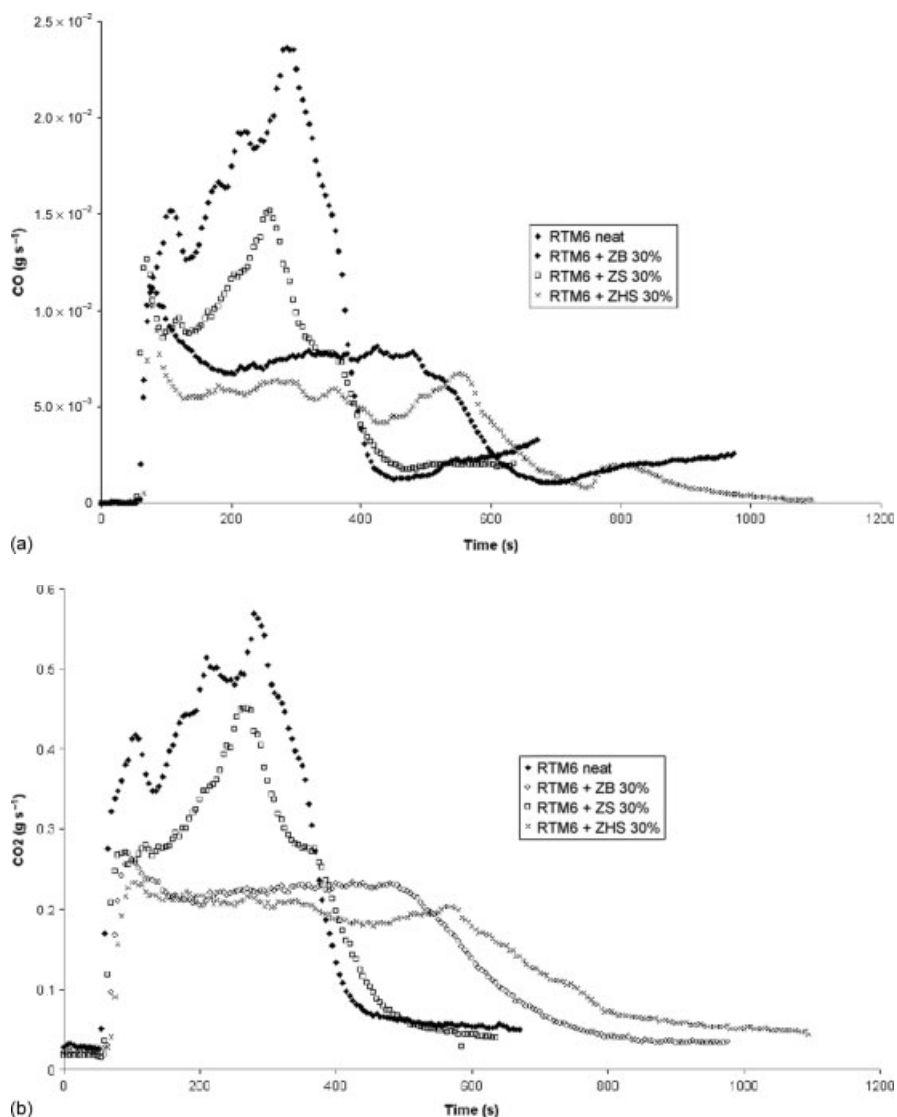 2.5 × 10⁻²
2.0 × 10⁻²
1.5 × 10⁻²
1.0 × 10⁻²
5.0 × 10⁻³
0
CO (g s⁻¹)
RTM6 neat
RTM6 + ZB 30%
RTM6 + ZS 30%
RTM6 + ZHS 30%
0 200 400 600 800 1000 1200
Time (s)
(a)
0.6
0.5
0.4
0.3
0.2
0.1
0
CO2 (g s⁻¹)
RTM6 neat
RTM6 + ZB 30%
RTM6 + ZS 30%
RTM6 + ZHS 30%
0 200 400 600 800 1000 1200
Time (s)
(b)